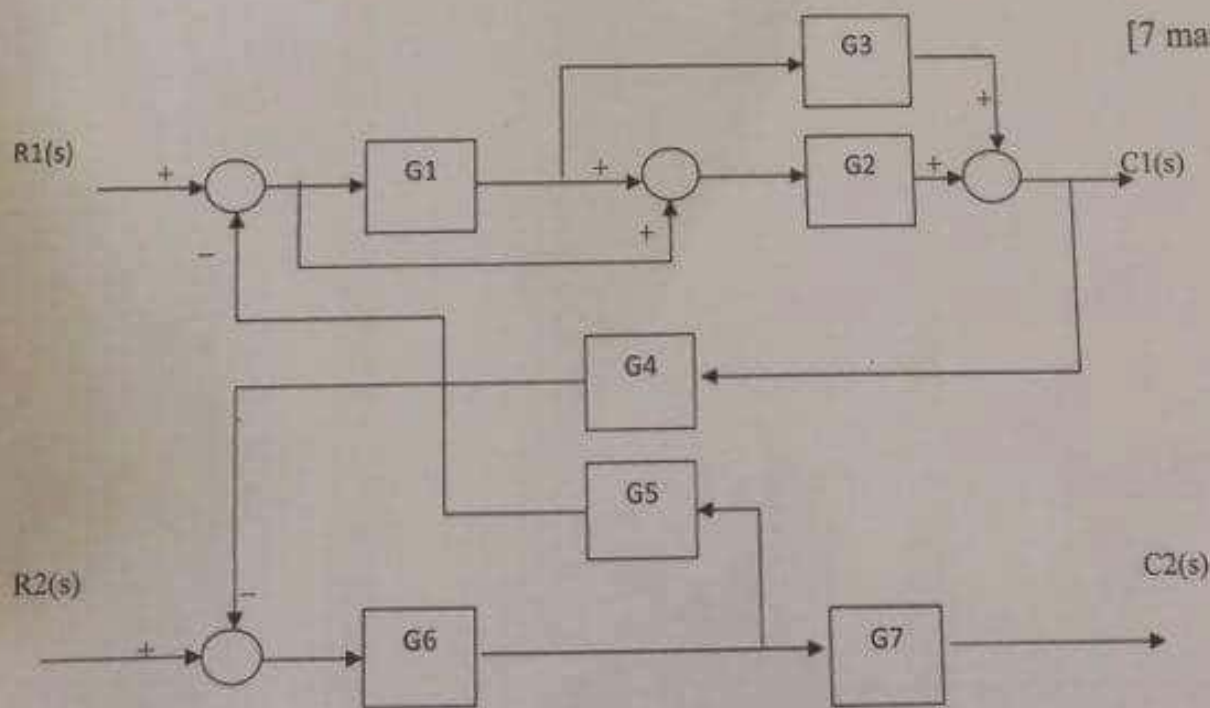 G3
[7 ma
R1(s)
+
G1
+
G2
+
+
C1(s)
+
−
G4
G5
R2(s)
−
+
G6
G7
C2(s)